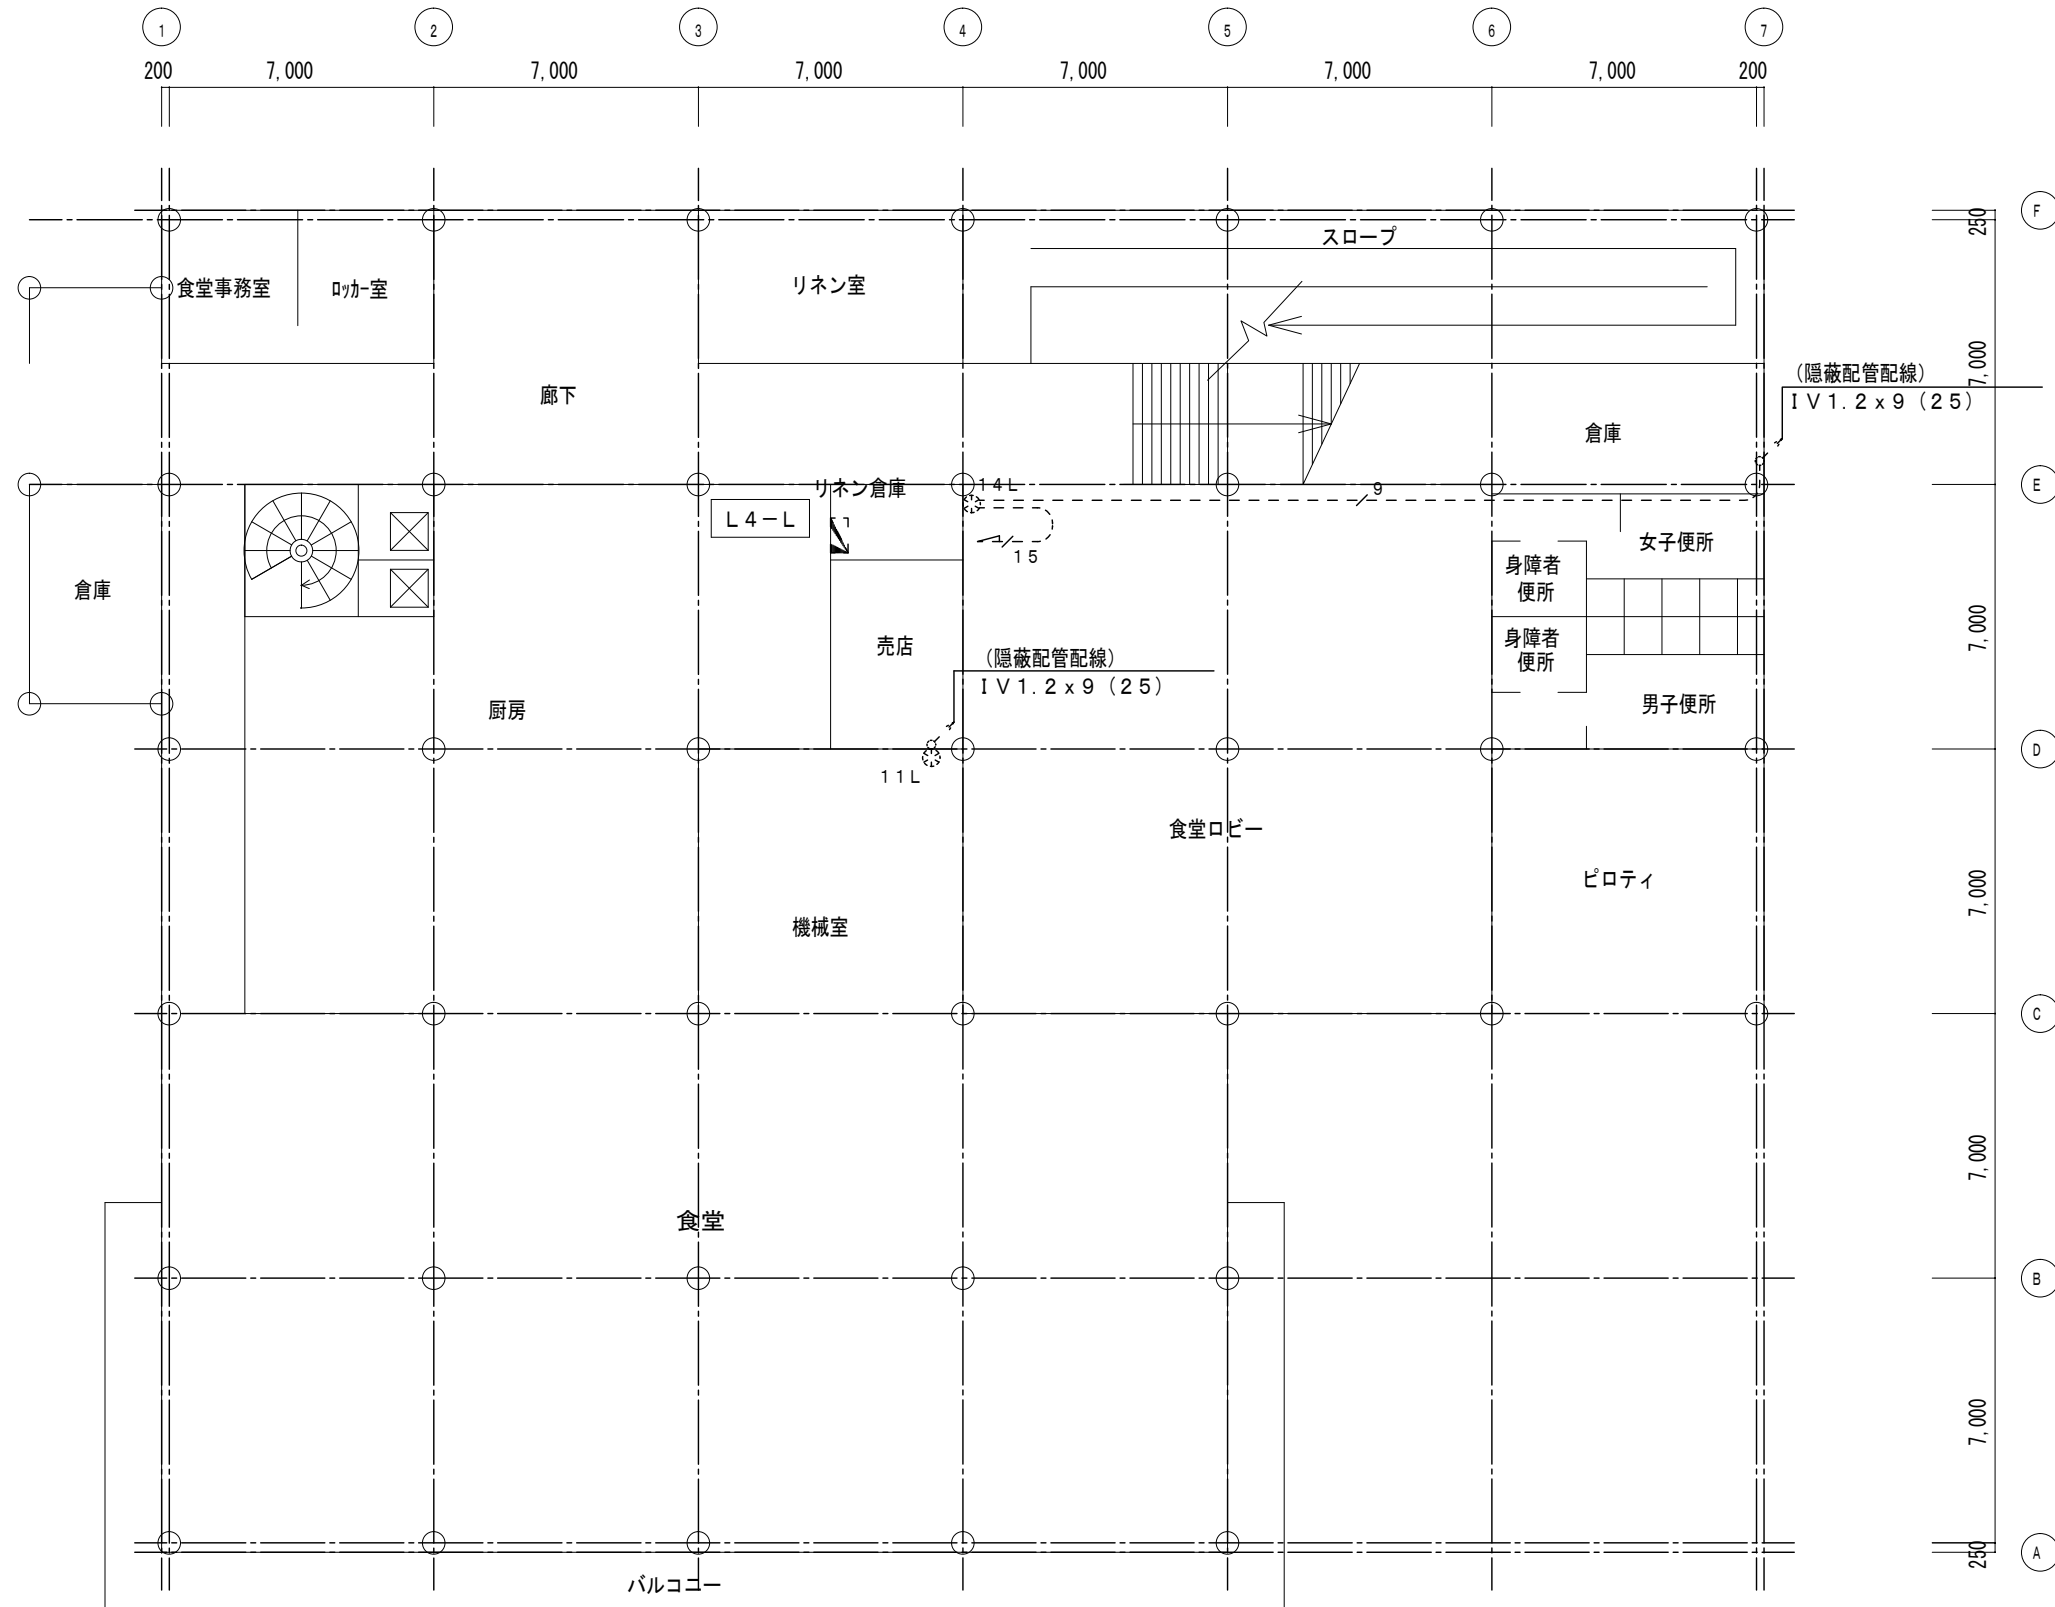 1 2 3 4 5 6 7
200 7,000 7,000 7,000 7,000 7,000 7,000 200
F
250
スロープ
食堂事務室 ロッカー室 リネン室
7,000
(隠蔽配管配線)
IV1.2x9(25)
廊下
倉庫
E
リネン倉庫 14L 9
L4-L
15
女子便所
身障者
便所
倉庫
7,000
売店
身障者
便所
(隠蔽配管配線)
IV1.2x9(25)
厨房
男子便所
D
11L
食堂ロビー
ピロティ
7,000
機械室
C
7,000
食堂
B
7,000
250
A
バルコニー